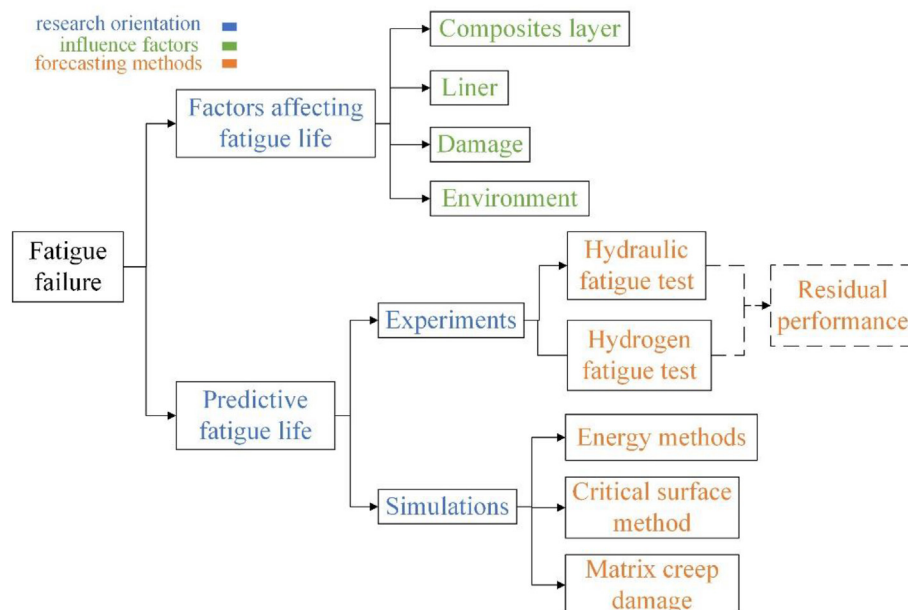 research orientation
influence factors
forecasting methods
Composites layer
Factors affecting
fatigue life
Liner
Damage
Environment
Fatigue
failure
Hydraulic
fatigue test
Experiments
Residual
performance
Hydrogen
fatigue test
Predictive
fatigue life
Energy methods
Simulations
Critical surface
method
Matrix creep
damage